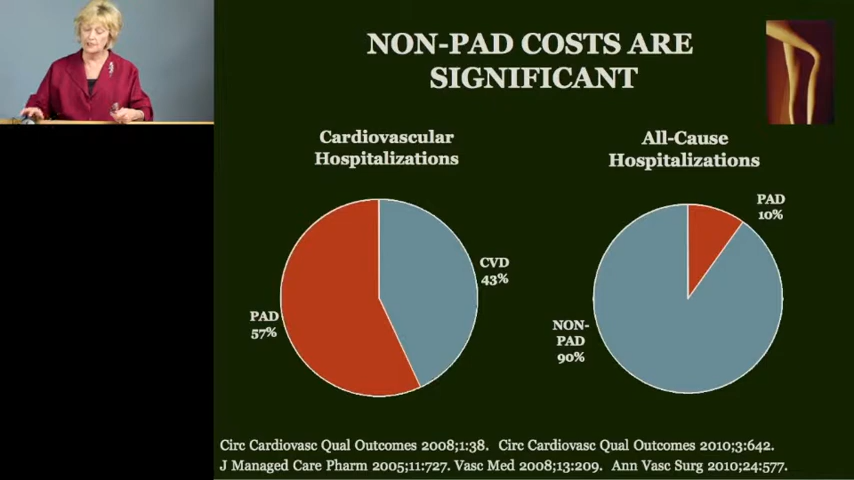 NON-PAD COSTS ARE
SIGNIFICANT
Cardiovascular
Hospitalizations
All-Cause
Hospitalizations
PAD
10%
CVD
43%
PAD
57%
NON-
PAD
90%
Circ Cardiovasc Qual Outcomes 2008;1:38. Circ Cardiovasc Qual Outcomes 2010;3:642.
J Managed Care Pharm 2005;11:727. Vasc Med 2008;13:209. Ann Vasc Surg 2010;24:577.